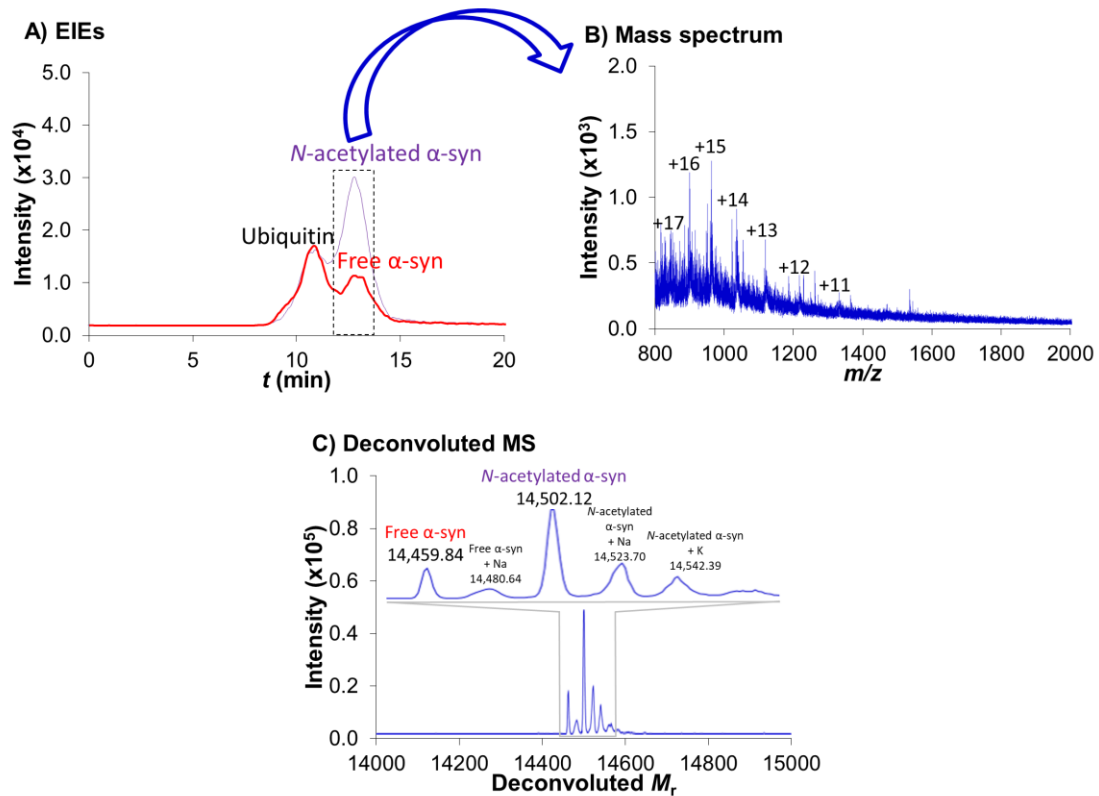 A) EIEs
5.0
4.0
3.0
2.0
1.0
0.0
Intensity (x10⁴)
N-acetylated α-syn
Ubiquitin
Free α-syn
0 5 10 15 20
t (min)
B) Mass spectrum
2.0
1.5
1.0
0.5
0.0
Intensity (x10³)
+17
+16
+15
+14
+13
+12
+11
800 1000 1200 1400 1600 1800 2000
m/z
C) Deconvoluted MS
1.0
0.8
0.6
0.4
0.2
0.0
Intensity (x10⁵)
Free α-syn
14,459.84
Free α-syn
+ Na
14,480.64
N-acetylated α-syn
14,502.12
N-acetylated
α-syn
+ Na
14,523.70
N-acetylated α-syn
+ K
14,542.39
14000 14200 14400 14600 14800 15000
Deconvoluted Mr